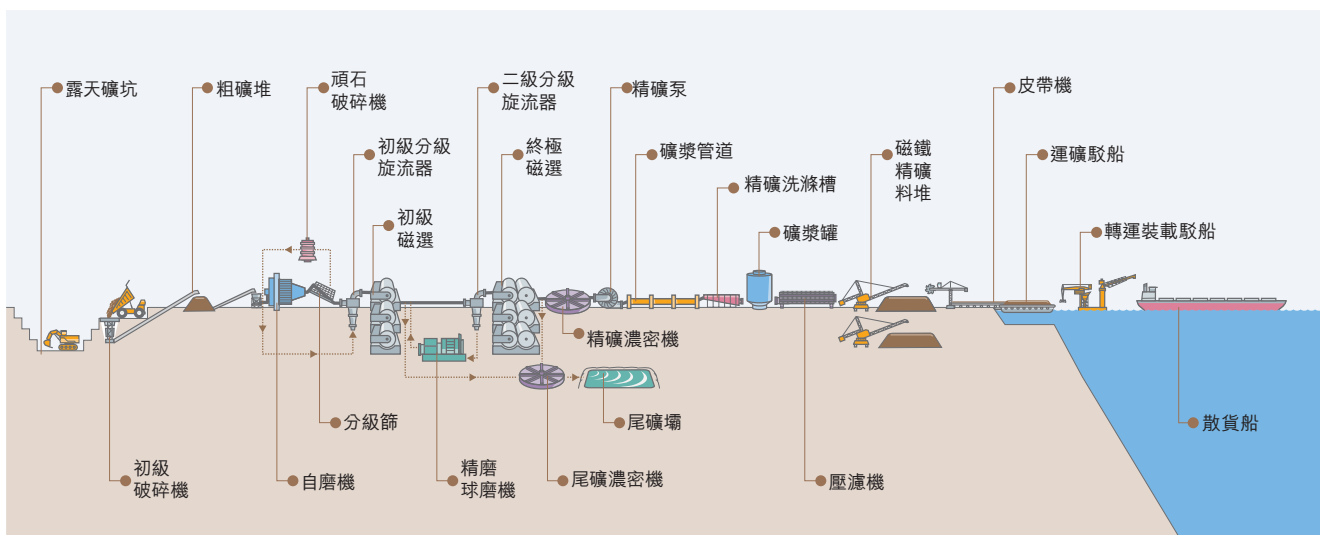 露天礦坑
粗礦堆
頑石
破碎機
二級分級
旋流器
精礦泵
皮帶機
初級分級
旋流器
終極
磁選
礦漿管道
磁鐵
精礦
料堆
運礦駁船
精礦洗滌槽
初級
磁選
礦漿罐
轉運裝載駁船
精礦濃密機
分級篩
尾礦壩
散貨船
初級
破碎機
自磨機
精磨
球磨機
尾礦濃密機
壓濾機